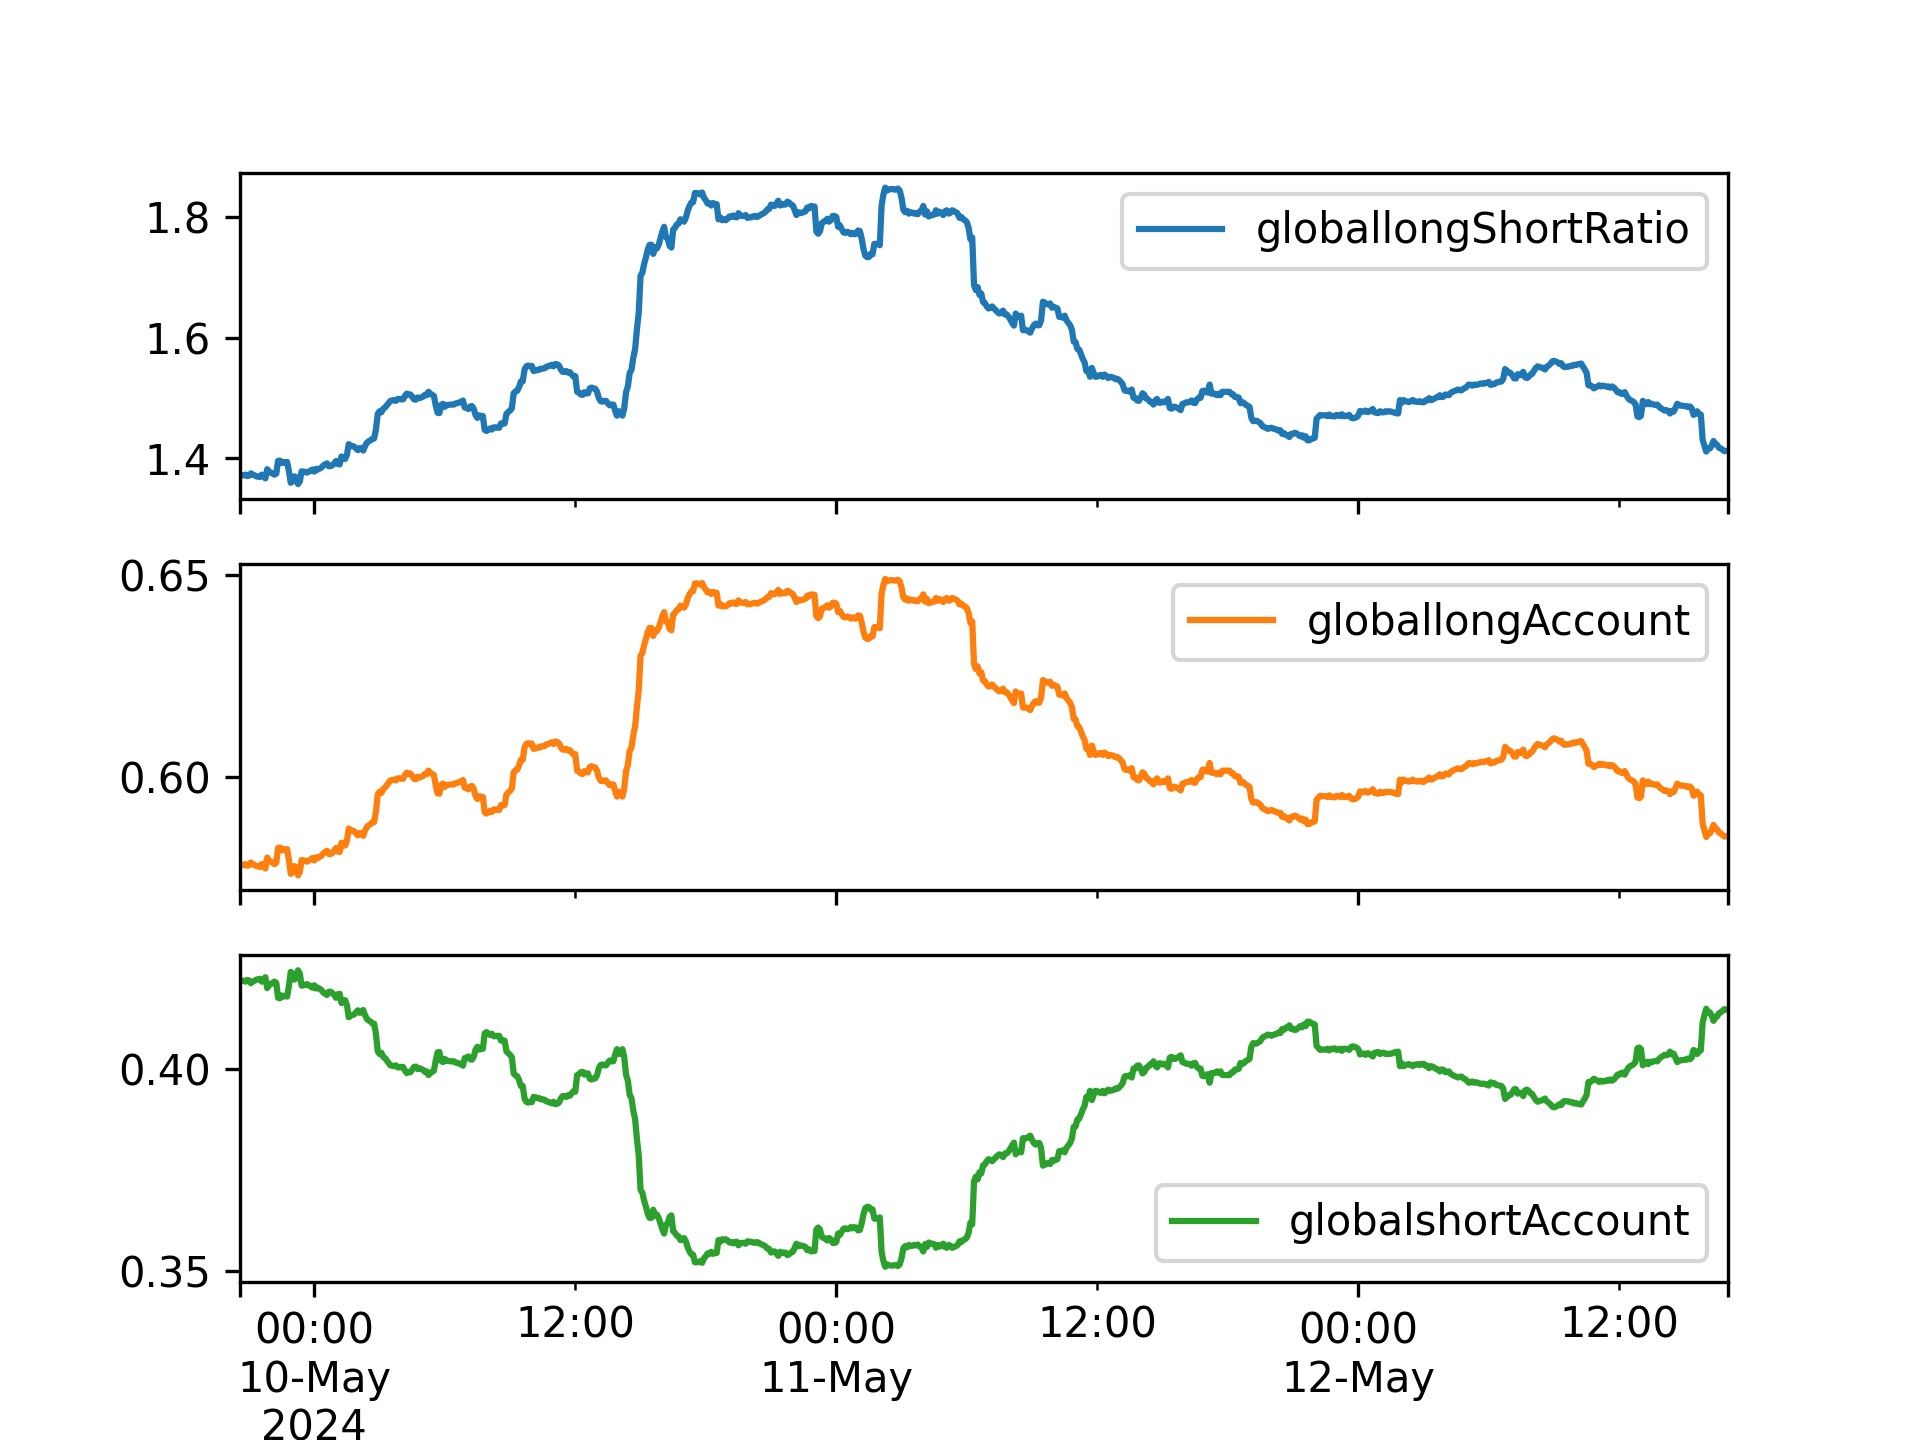 1.8
1.6
1.4
globallongShortRatio
0.65
0.60
globallongAccount
0.40
0.35
globalshortAccount
00:00 12:00 00:00 12:00 00:00 12:00
10-May 11-May 12-May
2024